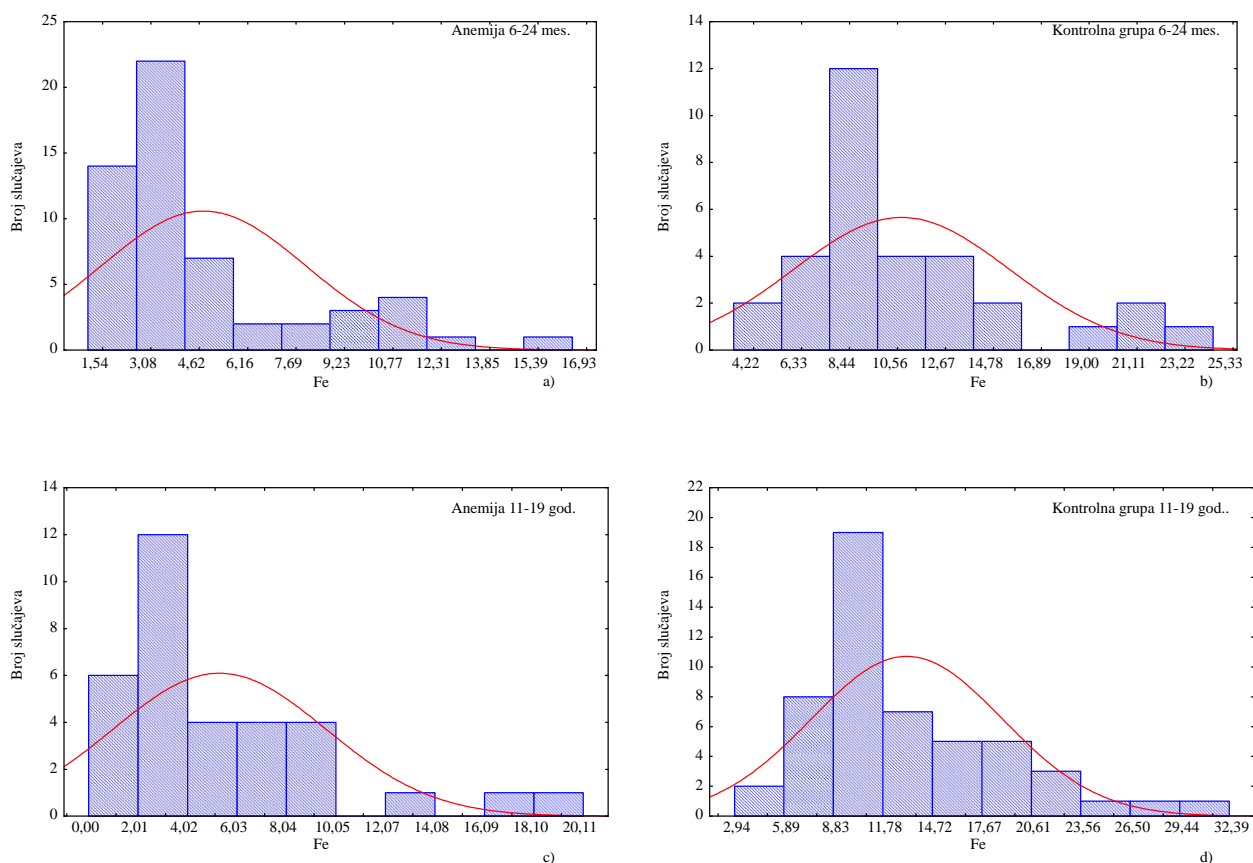 Anemija 6-24 mes.
25
20
15
10
5
0
Broj slučajeva
1,54 3,08 4,62 6,16 7,69 9,23 10,77 12,31 13,85 15,39 16,93
Fe
a)
Kontrolna grupa 6-24 mes.
14
12
10
8
6
4
2
0
Broj slučajeva
4,22 6,33 8,44 10,56 12,67 14,78 16,89 19,00 21,11 23,22 25,33
Fe
b)
Anemija 11-19 god.
14
12
10
8
6
4
2
0
Broj slučajeva
0,00 2,01 4,02 6,03 8,04 10,05 12,07 14,08 16,09 18,10 20,11
Fe
c)
Kontrolna grupa 11-19 god..
22
20
18
16
14
12
10
8
6
4
2
0
Broj slučajeva
2,94 5,89 8,83 11,78 14,72 17,67 20,61 23,56 26,50 29,44 32,39
Fe
d)